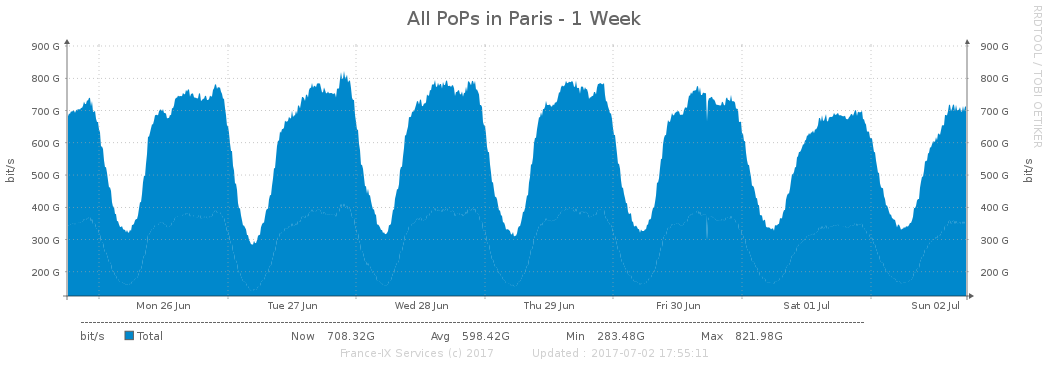 All PoPs in Paris - 1 Week
RRDTOOL / TOBI OETIKER
900 G 900 G
800 G 800 G
700 G 700 G
600 G 600 G
500 G 500 G
400 G 400 G
300 G 300 G
200 G 200 G
bit/s
bit/s
Mon 26 Jun Tue 27 Jun Wed 28 Jun Thu 29 Jun Fri 30 Jun Sat 01 Jul Sun 02 Jul
bit/s Total Now 708.32G Avg 598.42G Min 283.48G Max 821.98G
France-IX Services (c) 2017 Updated : 2017-07-02 17:55:11